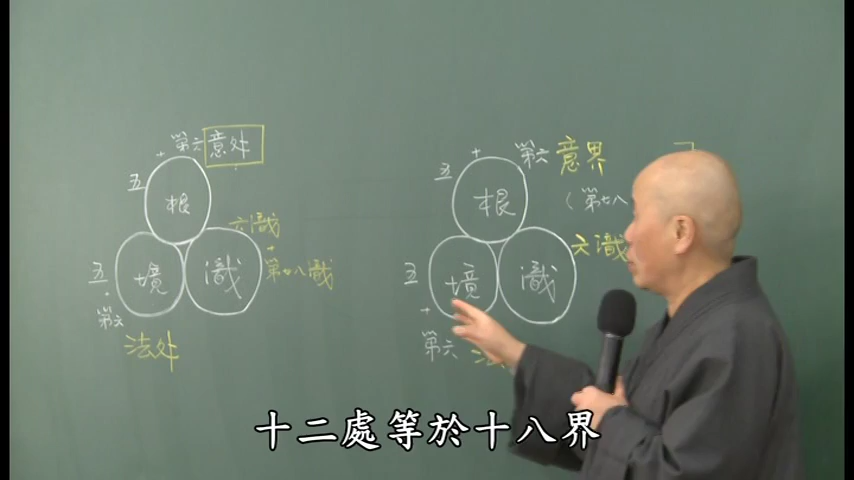 + 第六 意处
五
根
六識
+
五
境
識
第七八識
第六
法处
+ 第六 意界
五
根
(第七八
六識
五
境
識
+
第六 法
十二處等於十八界